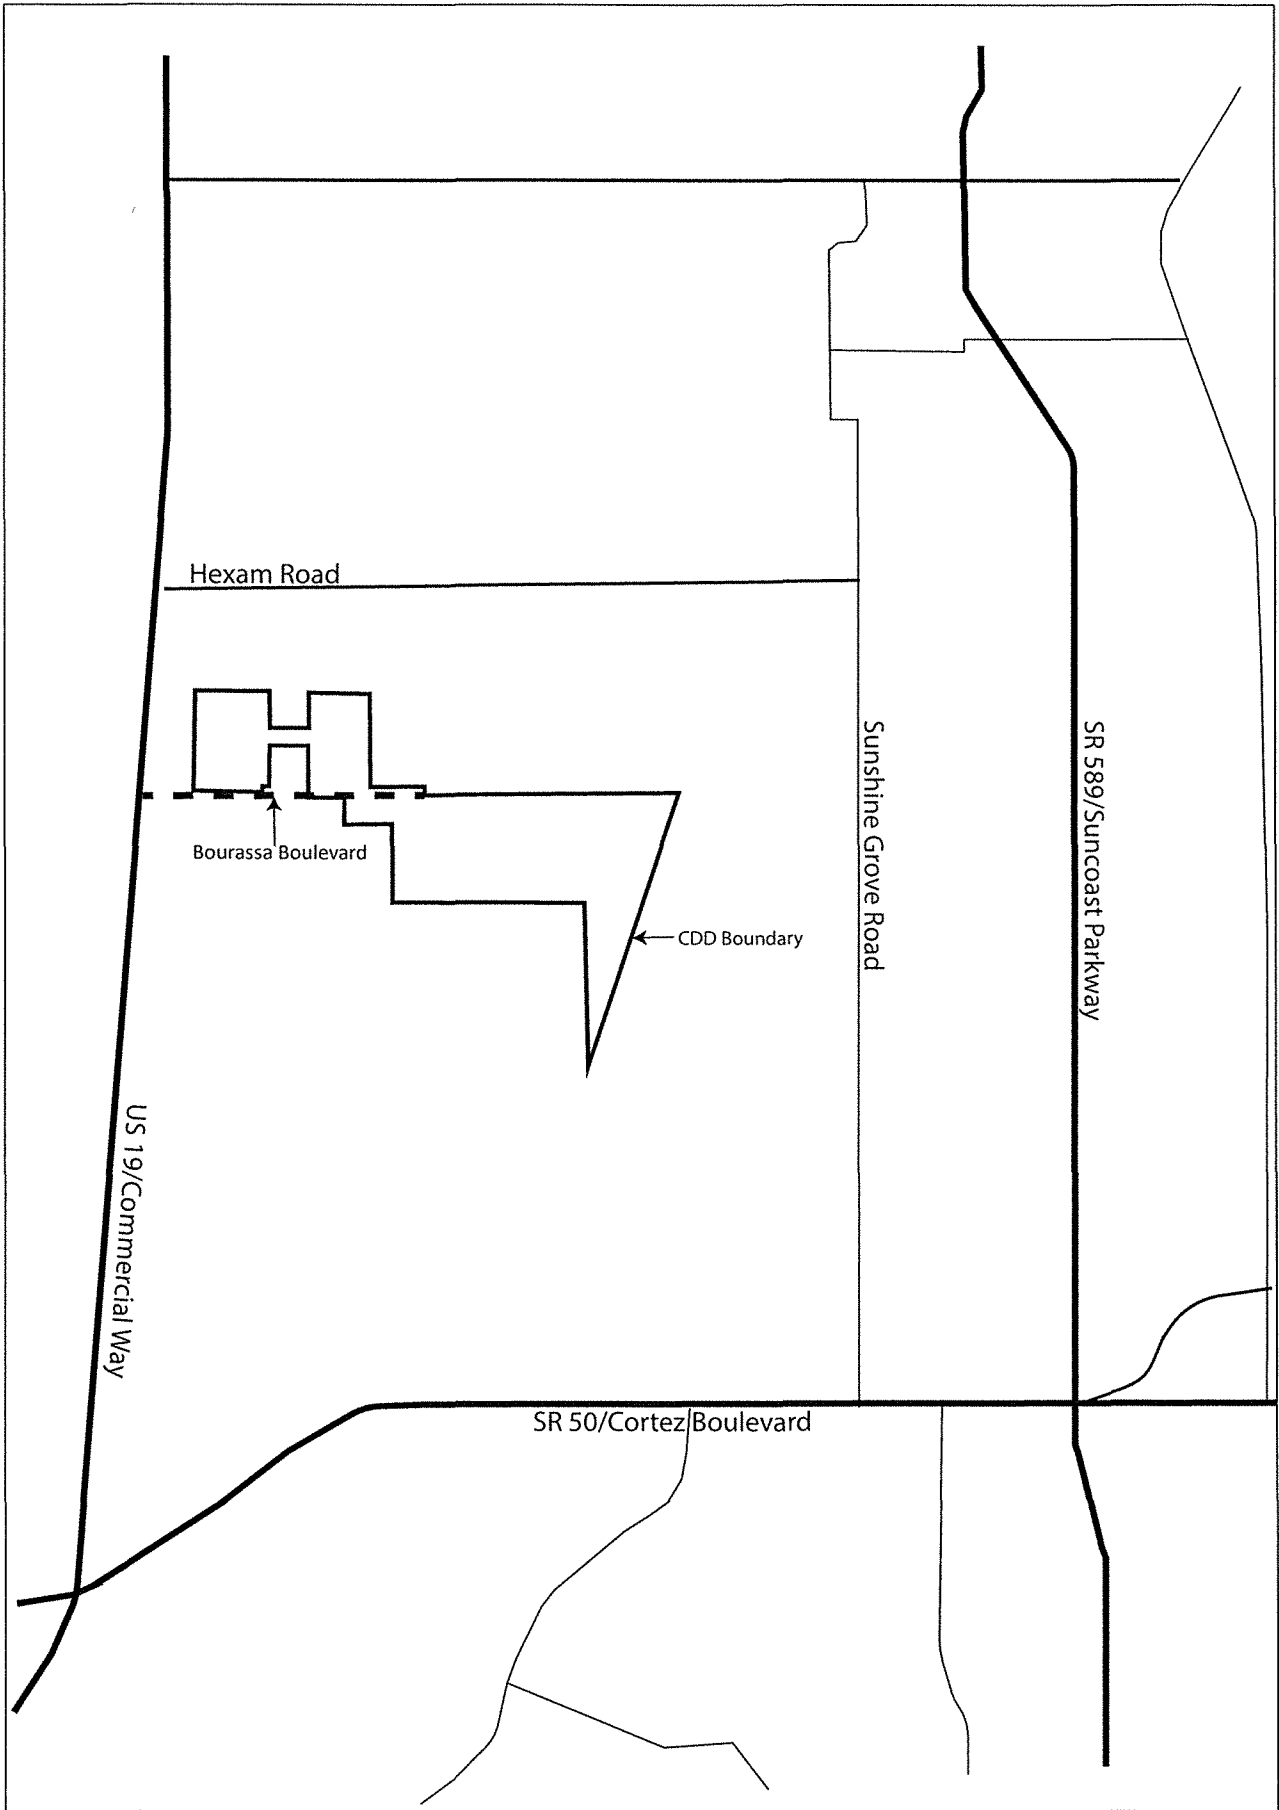 Hexam Road
Sunshine Grove Road
SR 589/Suncoast Parkway
Bourassa Boulevard
CDD Boundary
US 19/Commercial Way
SR 50/Cortez Boulevard